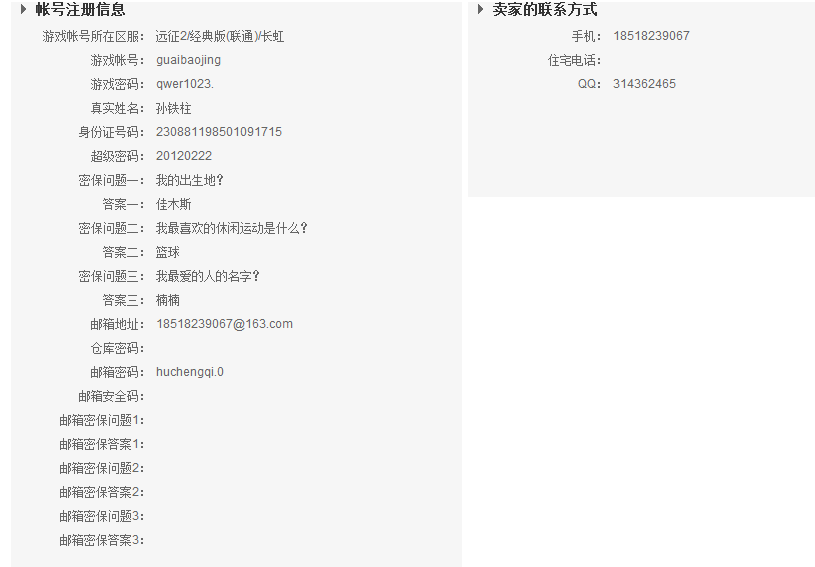 帐号注册信息
游戏帐号所在区服： 远征2/经典版(联通)/长虹
游戏帐号： guaibaojing
游戏密码： qwer1023.
真实姓名： 孙铁柱
身份证号码： 230881198501091715
超级密码： 20120222
密保问题一： 我的出生地?
答案一： 佳木斯
密保问题二： 我最喜欢的休闲运动是什么?
答案二： 篮球
密保问题三： 我最爱的人的名字?
答案三： 楠楠
邮箱地址： 18518239067@163.com
仓库密码：
邮箱密码： huchengqi.0
邮箱安全码：
邮箱密保问题1：
邮箱密保答案1：
邮箱密保问题2：
邮箱密保答案2：
邮箱密保问题3：
邮箱密保答案3：
卖家的联系方式
手机： 18518239067
住宅电话：
QQ： 314362465